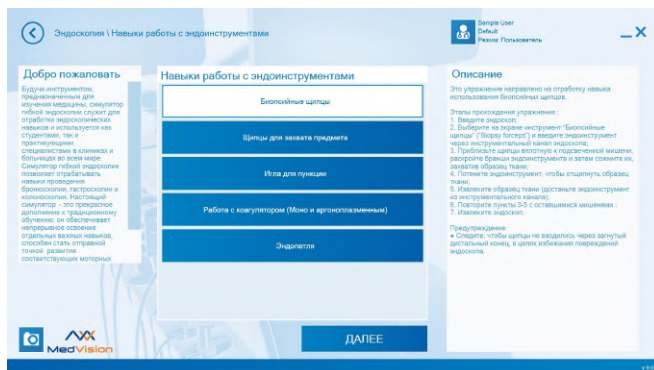 Эндоскопия \ Навыки работы с эндоинструментами
Sample User
Default
Режим: Пользователь
Добро пожаловать
Будучи инструментом,
предназначенным для
изучения медицины, симулятор
гибкой эндоскопии служит для
отработки эндоскопических
навыков и используется как
студентами, так и
практикующими
специалистами в клиниках и
больницах во всем мире.
Симулятор гибкой эндоскопии
позволяет отрабатывать
навыки проведения
бронхоскопии, гастроскопии и
колоноскопии. Настоящий
симулятор - это прекрасное
дополнение к традиционному
обучению: он обеспечивает
непрерывное освоение
отдельных важных навыков,
способен стать отправной
точкой развития
соответствующих моторных
MedVision
Навыки работы с эндоинструментами
Биопсийные щипцы
Щипцы для захвата предмета
Игла для пункции
Работа с коагулятором (Моно и аргоноплазменным)
Эндопетля
ДАЛЕЕ
Описание
Это упражнение направлено на отработку навыка
использования биопсийных щипцов.
Этапы прохождения упражнения :
1. Введите эндоскоп;
2. Выберите на экране инструмент "Биопсийные
щипцы" ("Biopsy forceps") и введите эндоинструмент
через инструментальный канал эндоскопа;
3. Приблизьте щипцы вплотную к подсвеченной мишени,
раскройте бранши эндоинструмента и затем сожмите их,
захватив образец ткани;
4. Потяните эндоинструмент, чтобы отщипнуть образец
ткани;
5. Извлеките образец ткани (достаньте эндоинструмент
из инструментального канала);
6. Повторите пункты 3-5 с оставшимися мишенями ;
7. Извлеките эндоскоп.
Предупреждение:
● Следите, чтобы щипцы не вводились через загнутый
дистальный конец, в целях избежания повреждений
эндоскопа.